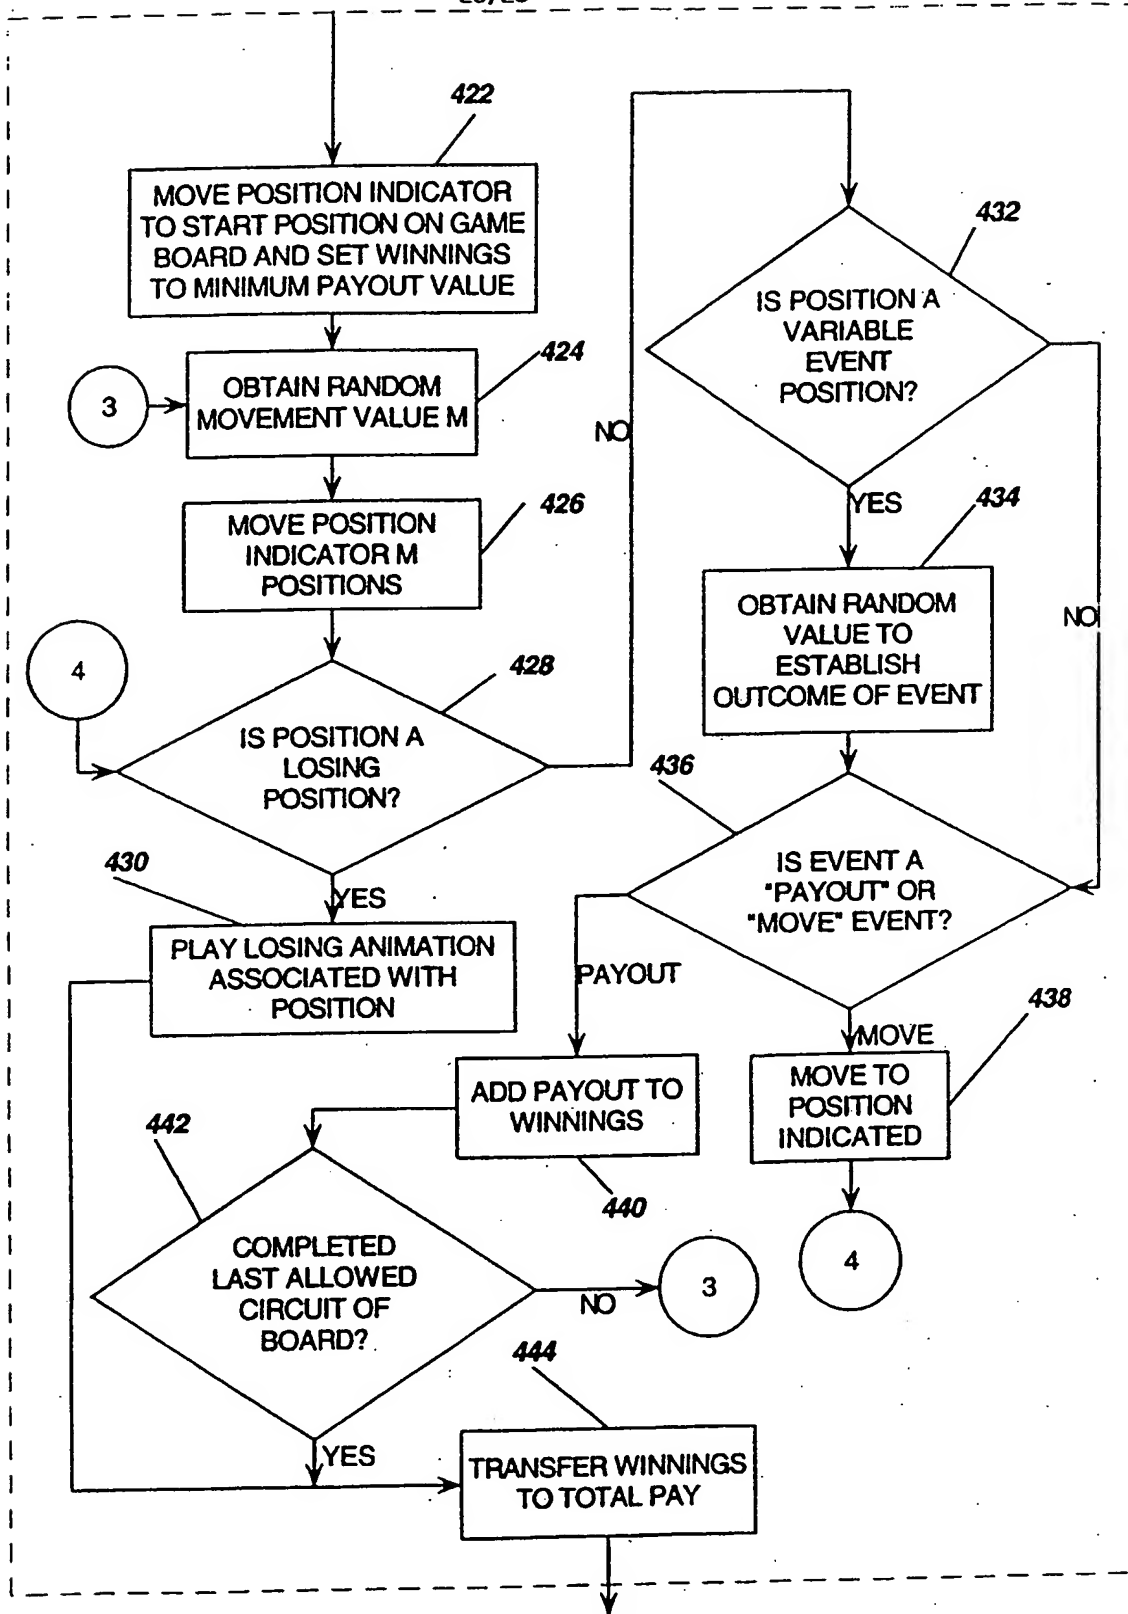 422
MOVE POSITION INDICATOR
TO START POSITION ON GAME
BOARD AND SET WINNINGS
TO MINIMUM PAYOUT VALUE
424
3
OBTAIN RANDOM
MOVEMENT VALUE M
426
MOVE POSITION
INDICATOR M
POSITIONS
4
428
IS POSITION A
LOSING
POSITION?
NO
430
YES
PLAY LOSING ANIMATION
ASSOCIATED WITH
POSITION
432
IS POSITION A
VARIABLE
EVENT
POSITION?
YES
NO
434
OBTAIN RANDOM
VALUE TO
ESTABLISH
OUTCOME OF EVENT
436
IS EVENT A
"PAYOUT" OR
"MOVE" EVENT?
PAYOUT
MOVE
438
MOVE TO
POSITION
INDICATED
4
ADD PAYOUT TO
WINNINGS
440
442
COMPLETED
LAST ALLOWED
CIRCUIT OF
BOARD?
NO
3
YES
444
TRANSFER WINNINGS
TO TOTAL PAY